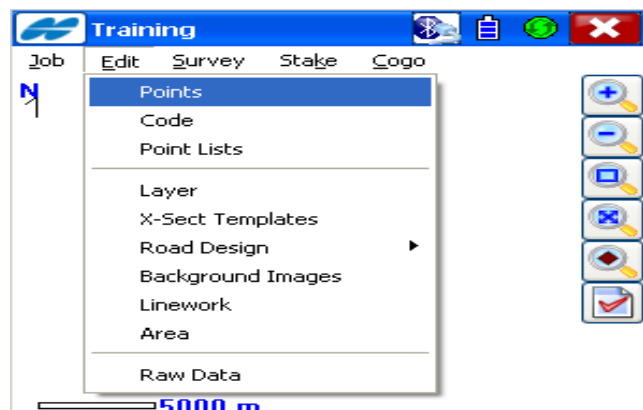 Training
Job Edit Survey Stake Cogo
N
Points
Code
Point Lists
Layer
X-Sect Templates
Road Design
Background Images
Linework
Area
Raw Data
5000 m